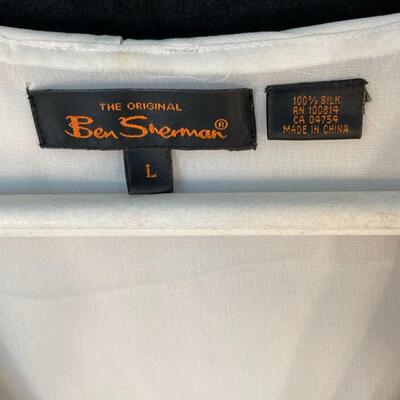 THE ORIGINAL
Ben Sherman®
L
100% SILK
RN 100814
CA 04754
MADE IN CHINA